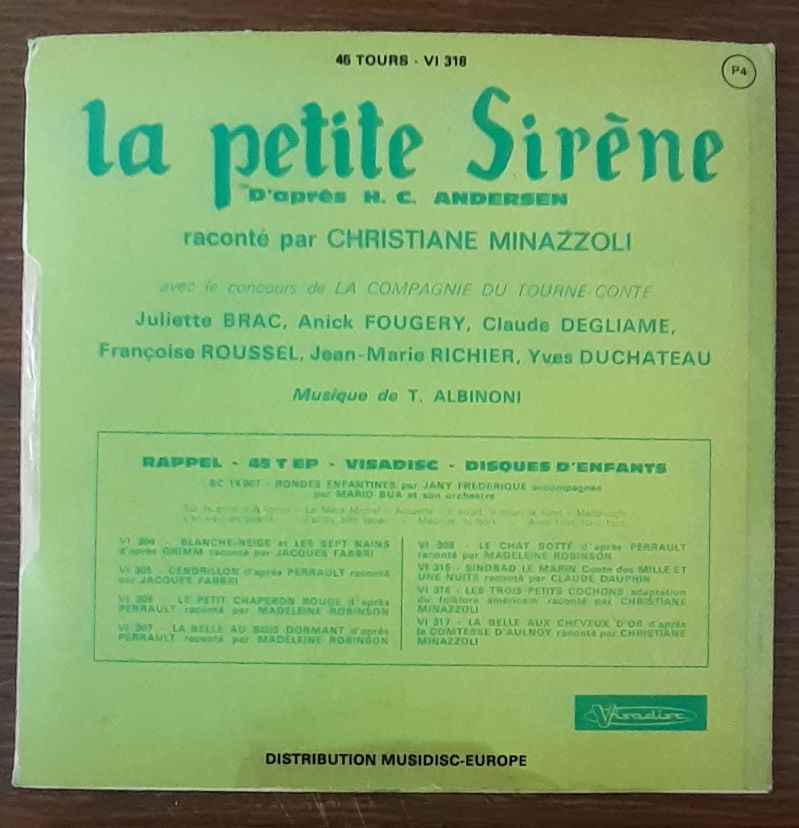 45 TOURS - VI 318
P4
la petite Sirène
D'après H. C. ANDERSEN
raconté par CHRISTIANE MINAZZOLI
avec le concours de LA COMPAGNIE DU TOURNE-CONTE
Juliette BRAC, Anick FOUGERY, Claude DEGLIAME,
Françoise ROUSSEL, Jean-Marie RICHIER, Yves DUCHATEAU
Musique de T. ALBINONI
RAPPEL - 45 T EP - VISADISC - DISQUES D'ENFANTS
RONDES ENFANTINES par JANY FREDERIQUE accompagnée
par MARIO BUA et son orchestre
VI 304 - BLANCHE-NEIGE et LES SEPT NAINS
d'après GRIMM raconté par JACQUES FABBRI
VI 305 - CENDRILLON d'après PERRAULT raconté
par JACQUES FABBRI
VI 306 - LE PETIT CHAPERON ROUGE d'après
PERRAULT raconté par MADELEINE ROBINSON
VI 307 - LA BELLE AU BOIS DORMANT d'après
PERRAULT raconté par MADELEINE ROBINSON
LE CHAT BOTTÉ d'après PERRAULT
raconté par MADELEINE ROBINSON
VI 315 - SINDBAD LE MARIN Conte des MILLE ET
UNE NUITS raconté par CLAUDE DAUPHIN
VI 316 - LES TROIS PETITS COCHONS adaptation
du folklore américain raconté par CHRISTIANE
MINAZZOLI
VI 317 - LA BELLE AUX CHEVEUX D'OR d'après
la COMTESSE D'AULNOY raconté par CHRISTIANE
MINAZZOLI
Visadisc
DISTRIBUTION MUSIDISC-EUROPE